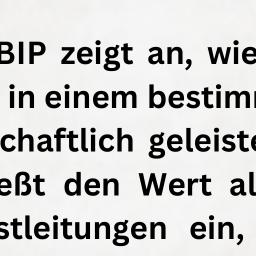 BIP zeigt an, wie
in einem bestimm
chaftlich geleiste
eßt den Wert al
stleitungen ein,